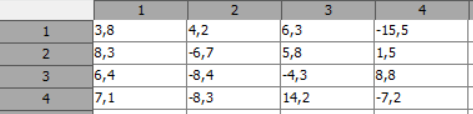 1 2 3 4
1 3,8 4,2 6,3 -15,5
2 8,3 -6,7 5,8 1,5
3 6,4 -8,4 -4,3 8,8
4 7,1 -8,3 14,2 -7,2